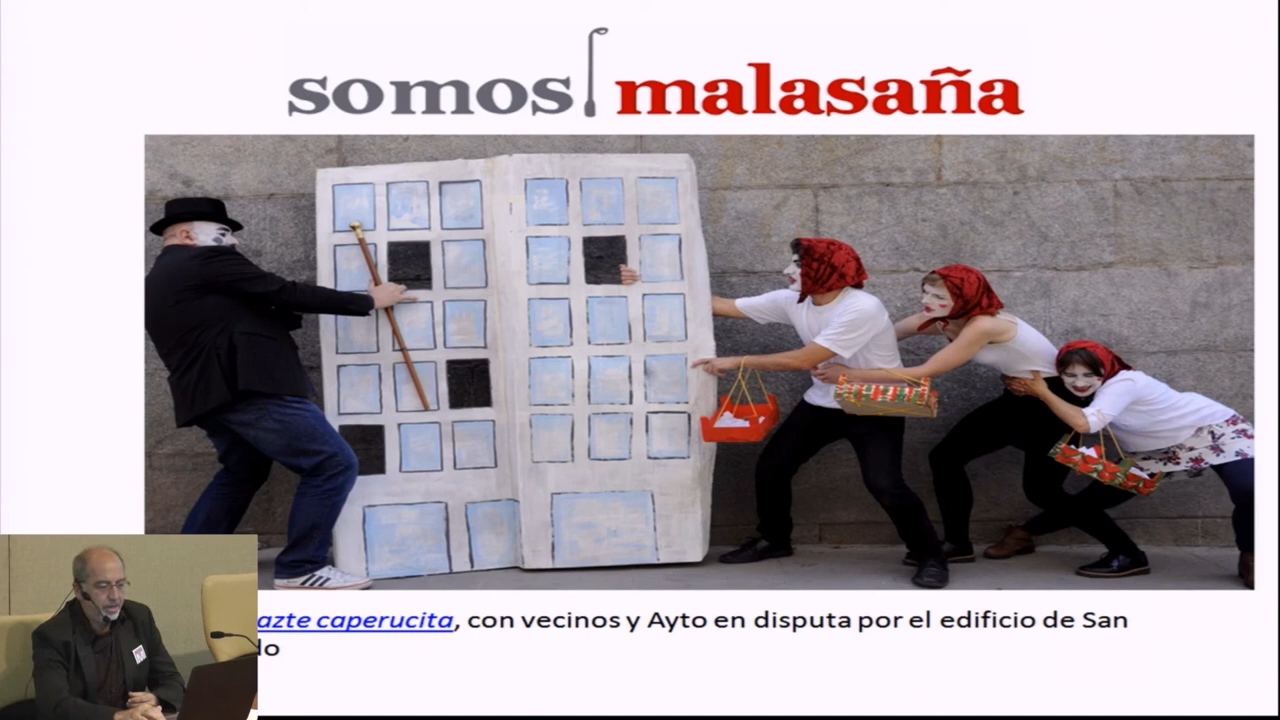 somos malasaña
azte caperucita, con vecinos y Ayto en disputa por el edificio de San
do